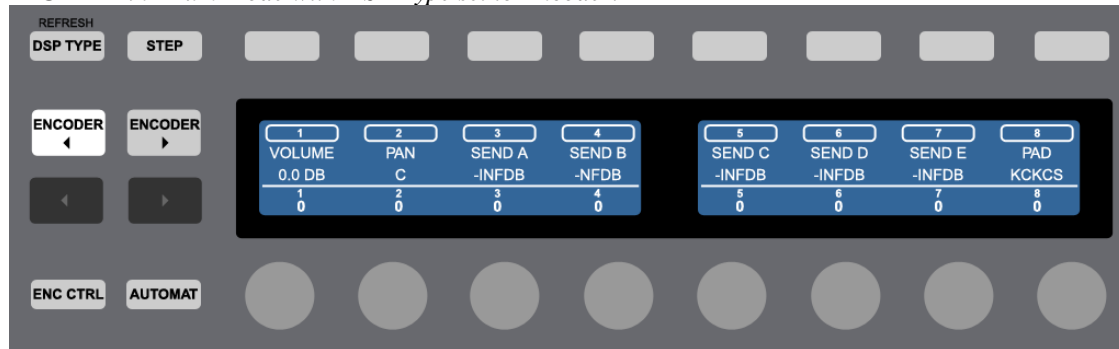 REFRESH
DSP TYPE STEP
ENCODER ENCODER
1 2 3 4 5 6 7 8
VOLUME PAN SEND A SEND B SEND C SEND D SEND E PAD
0.0 DB C -INFDB -NFDB -INFDB -INFDB -INFDB KCKCS
1 2 3 4 5 6 7 8
0 0 0 0 0 0 0 0
ENC CTRL AUTOMAT